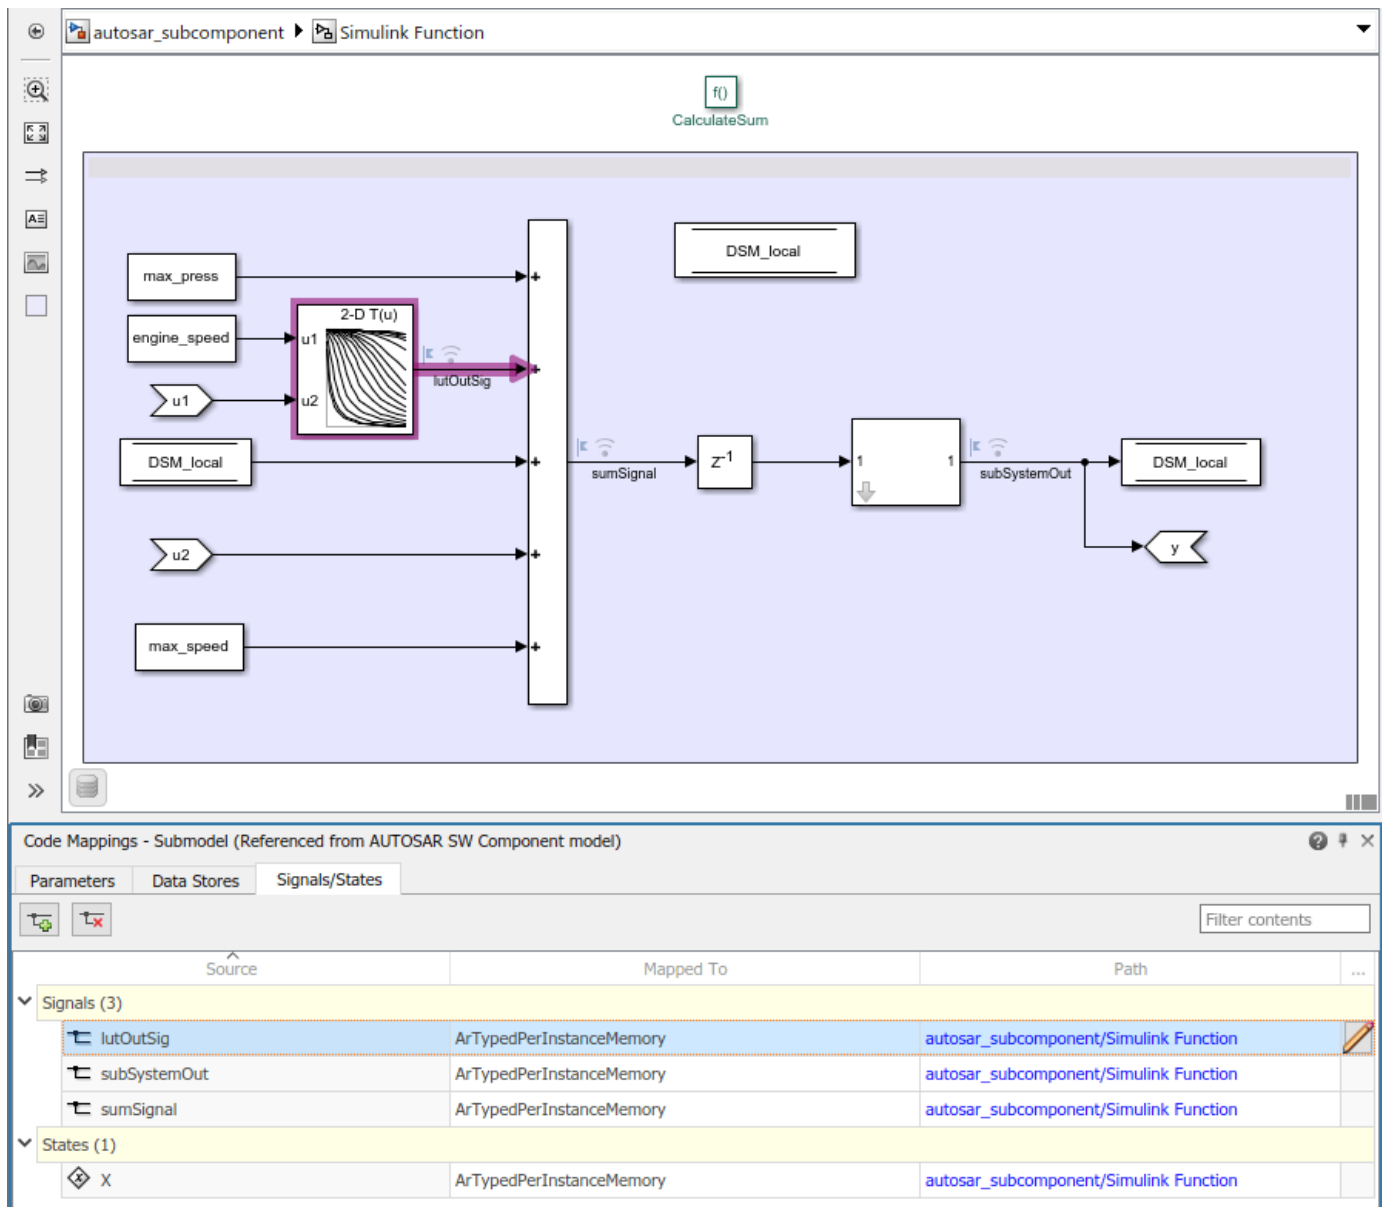 autosar_subcomponent Simulink Function
f()
CalculateSum
DSM_local
max_press
+
2-D T(u)
engine_speed
u1
lutOutSig
+
u1
u2
DSM_local
+
sumSignal
Z-1
1
1
subSystemOut
DSM_local
u2
+
y
max_speed
+
Code Mappings - Submodel (Referenced from AUTOSAR SW Component model)
Parameters Data Stores Signals/States
Filter contents
Source Mapped To Path ...
Signals (3)
lutOutSig ArTypedPerInstanceMemory autosar_subcomponent/Simulink Function
subSystemOut ArTypedPerInstanceMemory autosar_subcomponent/Simulink Function
sumSignal ArTypedPerInstanceMemory autosar_subcomponent/Simulink Function
States (1)
X ArTypedPerInstanceMemory autosar_subcomponent/Simulink Function